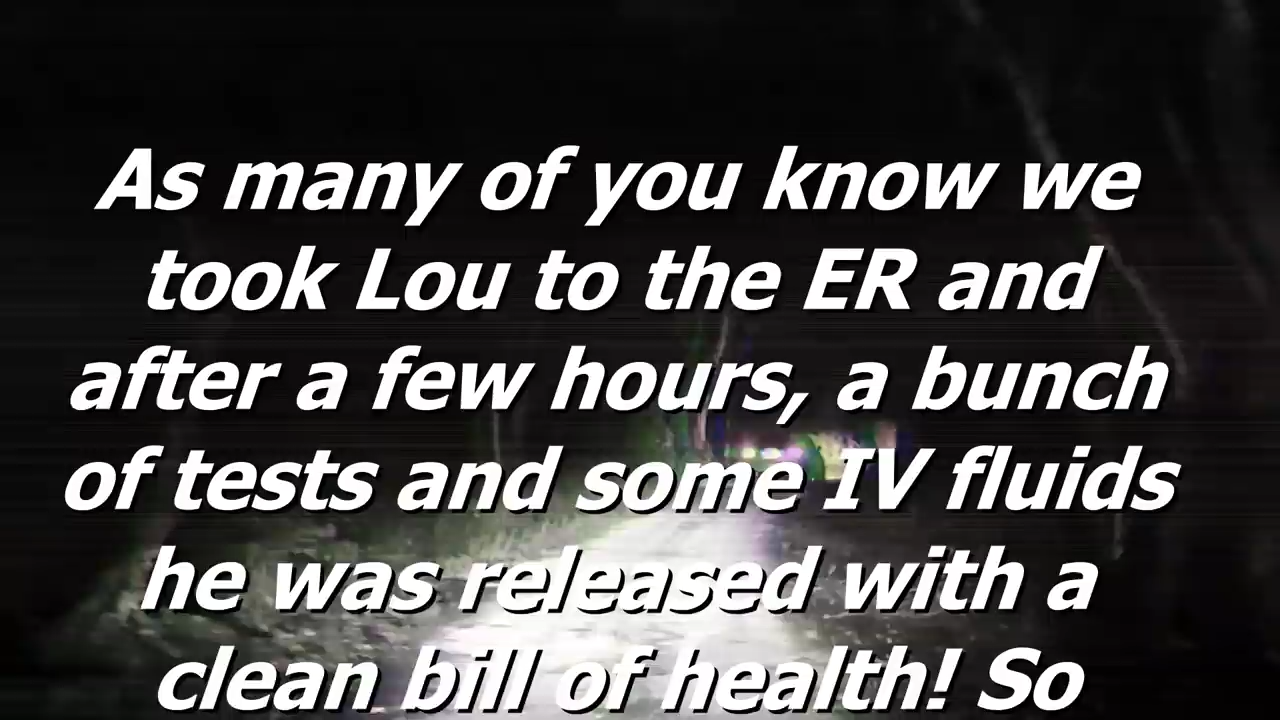 As many of you know we
took Lou to the ER and
after a few hours, a bunch
of tests and some IV fluids
he was released with a
clean bill of health! So